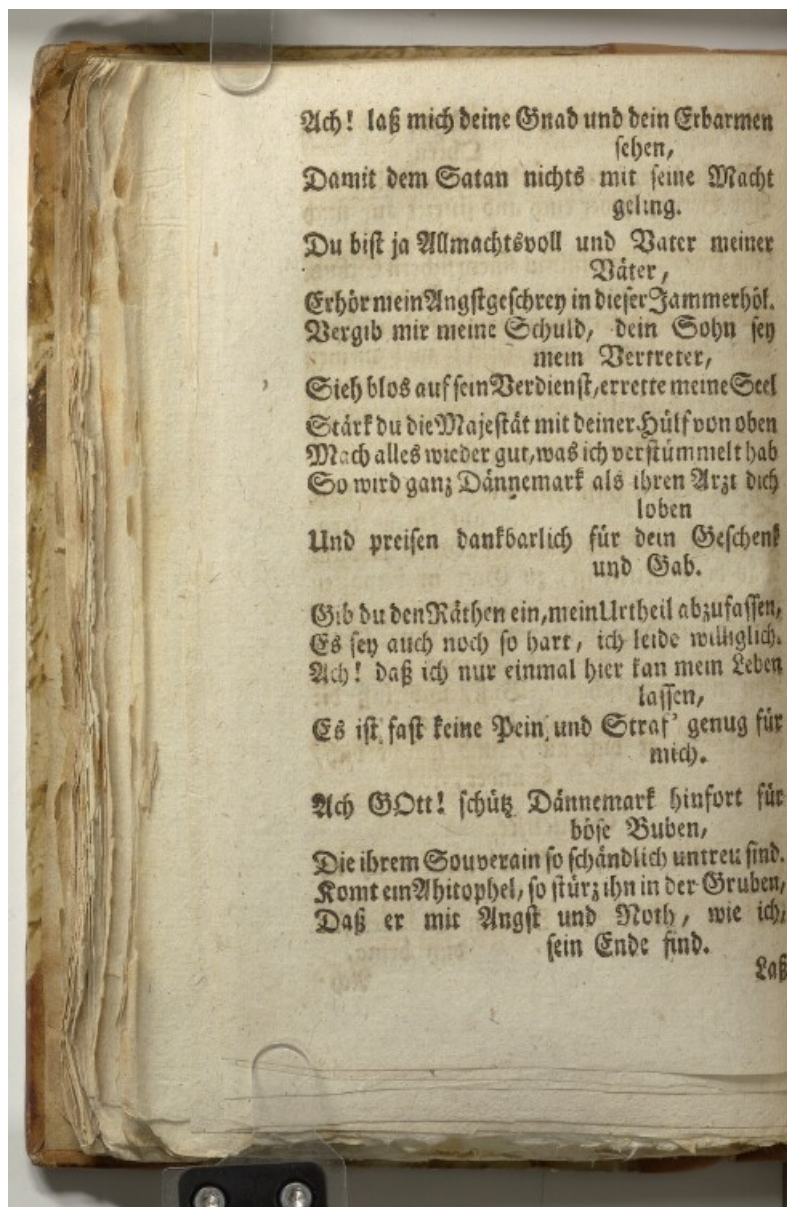 Ach! laß mich deine Gnad und dein Erbarmen
sehen,
Damit dem Satan nichts mit seine Macht
geling.
Du bist ja Allmachtsvoll und Vater meiner
Väter,
Erhör mein Angstgeschrey in dieser Jammerhöl.
Vergib mir meine Schuld, dein Sohn sey
mein Vertreter,
Sieh blos auf sein Verdienst, errette meine Seel
Stärk du die Majestät mit deiner Hülf von oben
Mach alles wieder gut, was ich verstümmelt hab
So wird ganz Dännemark als ihren Arzt dich
loben
Und preisen dankbarlich für dein Geschenk
und Gab.
Gib du den Räthen ein, mein Urtheil abzufassen,
Es sey auch noch so hart, ich leide williglich.
Ach! daß ich nur einmal hier kan mein Leben
lassen,
Es ist fast keine Pein und Straf' genug für
mich.
Ach GOtt! schütz Dännemark hinfort für
böse Buben,
Die ihrem Souverain so schändlich untreu sind.
Komt ein Ahitophel, so stürz ihn in der Gruben,
Daß er mit Angst und Noth, wie ich,
sein Ende find.
Laß